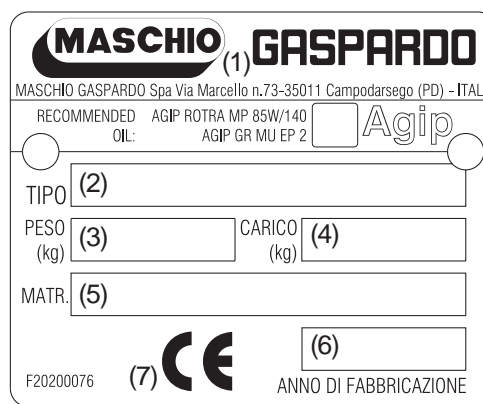 MASCHIO (1) GASPARDO
MASCHIO GASPARDO Spa Via Marcello n.73-35011 Campodarsego (PD) - ITAL
RECOMMENDED AGIP ROTRA MP 85W/140 Agip
OIL: AGIP GR MU EP 2
TIPO (2)
PESO (kg) (3) CARICO (kg) (4)
MATR. (5)
(6)
F20200076 (7) CE ANNO DI FABBRICAZIONE